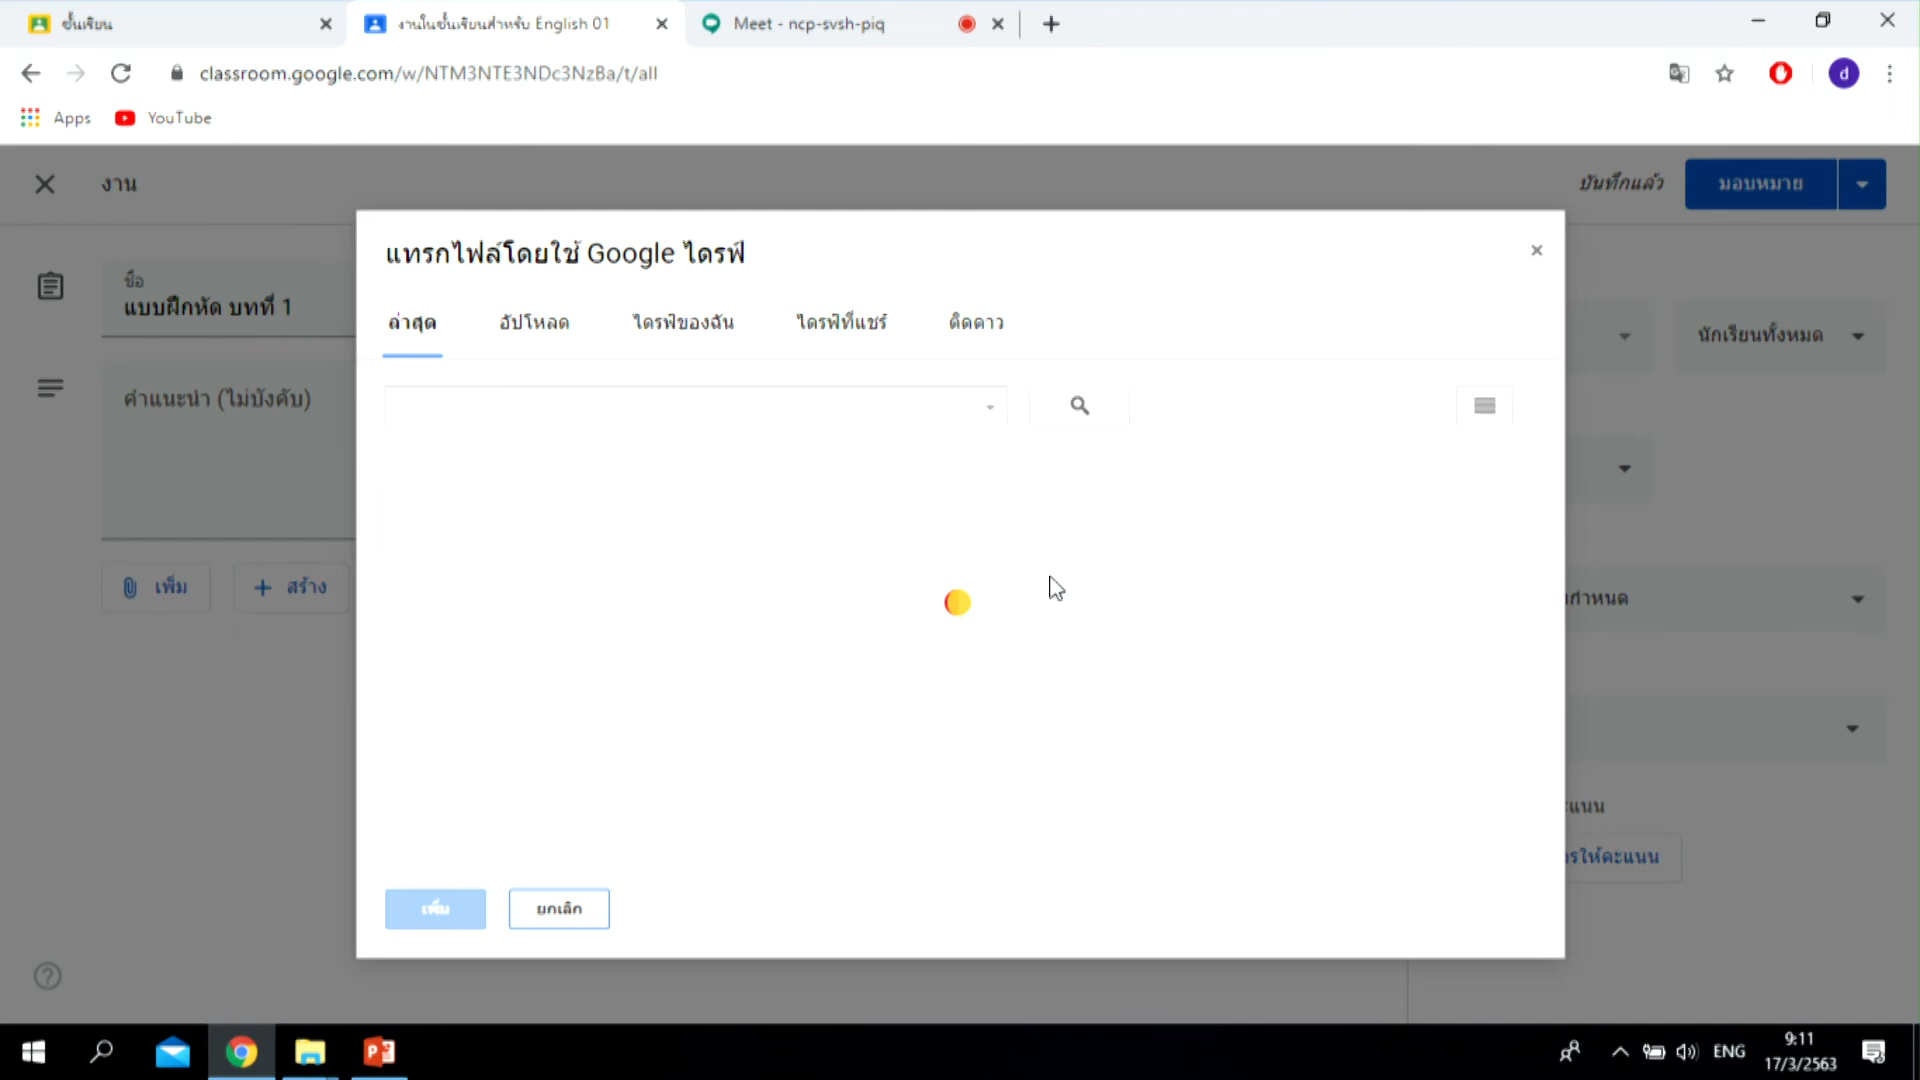 ชั้นเรียน
งานในชั้นเรียนสำหรับ English 01
Meet - ncp-svsh-piq
classroom.google.com/w/NTM3NTE3NDc3NzBa/t/all
d
Apps
YouTube
งาน
บันทึกแล้ว
มอบหมาย
แทรกไฟล์โดยใช้ Google ไดรฟ์
ชื่อ
แบบฝึกหัด บทที่ 1
ล่าสุด
อัปโหลด
ไดรฟ์ของฉัน
ไดรฟ์ที่แชร์
ติดดาว
นักเรียนทั้งหมด
คำแนะนำ (ไม่บังคับ)
เพิ่ม
สร้าง
กำหนด
ะแนน
รให้คะแนน
เพิ่ม
ยกเลิก
ENG
9:11
17/3/2563